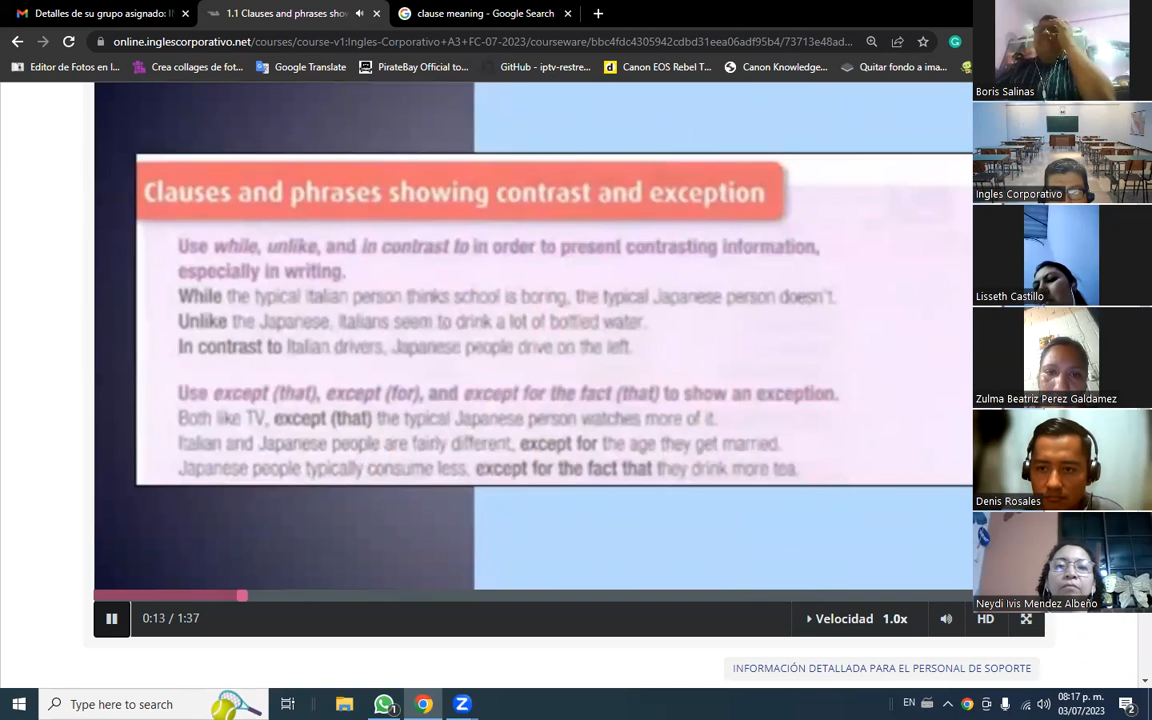 Detalles de su grupo asignado: I
1.1 Clauses and phrases show
clause meaning - Google Search
online.inglescorporativo.net/courses/course-v1:Ingles-Corporativo+A3+FC-07-2023/courseware/bbc4fdc4305942cdbd31eea06adf95b4/73713e48ad...
Editor de Fotos en l...
Crea collages de fot...
Google Translate
PirateBay Official to...
GitHub - iptv-restre...
Canon EOS Rebel T...
Canon Knowledge...
Quitar fondo a ima...
Clauses and phrases showing contrast and exception
Use while, unlike, and in contrast to in order to present contrasting information,
especially in writing.
While the typical Italian person thinks school is boring, the typical Japanese person doesn't.
Unlike the Japanese, Italians seem to drink a lot of bottled water.
In contrast to Italian drivers, Japanese people drive on the left.
Use except (that), except (for), and except for the fact (that) to show an exception.
Both like TV, except (that) the typical Japanese person watches more of it.
Italian and Japanese people are fairly different, except for the age they get married.
Japanese people typically consume less, except for the fact that they drink more tea.
0:13 / 1:37
Velocidad 1.0x
HD
INFORMACIÓN DETALLADA PARA EL PERSONAL DE SOPORTE
Boris Salinas
Ingles Corporativo
Lisseth Castillo
Zulma Beatriz Perez Galdamez
Denis Rosales
Neydi Ivis Mendez Albeño
Type here to search
1
EN
08:17 p. m.
03/07/2023
2